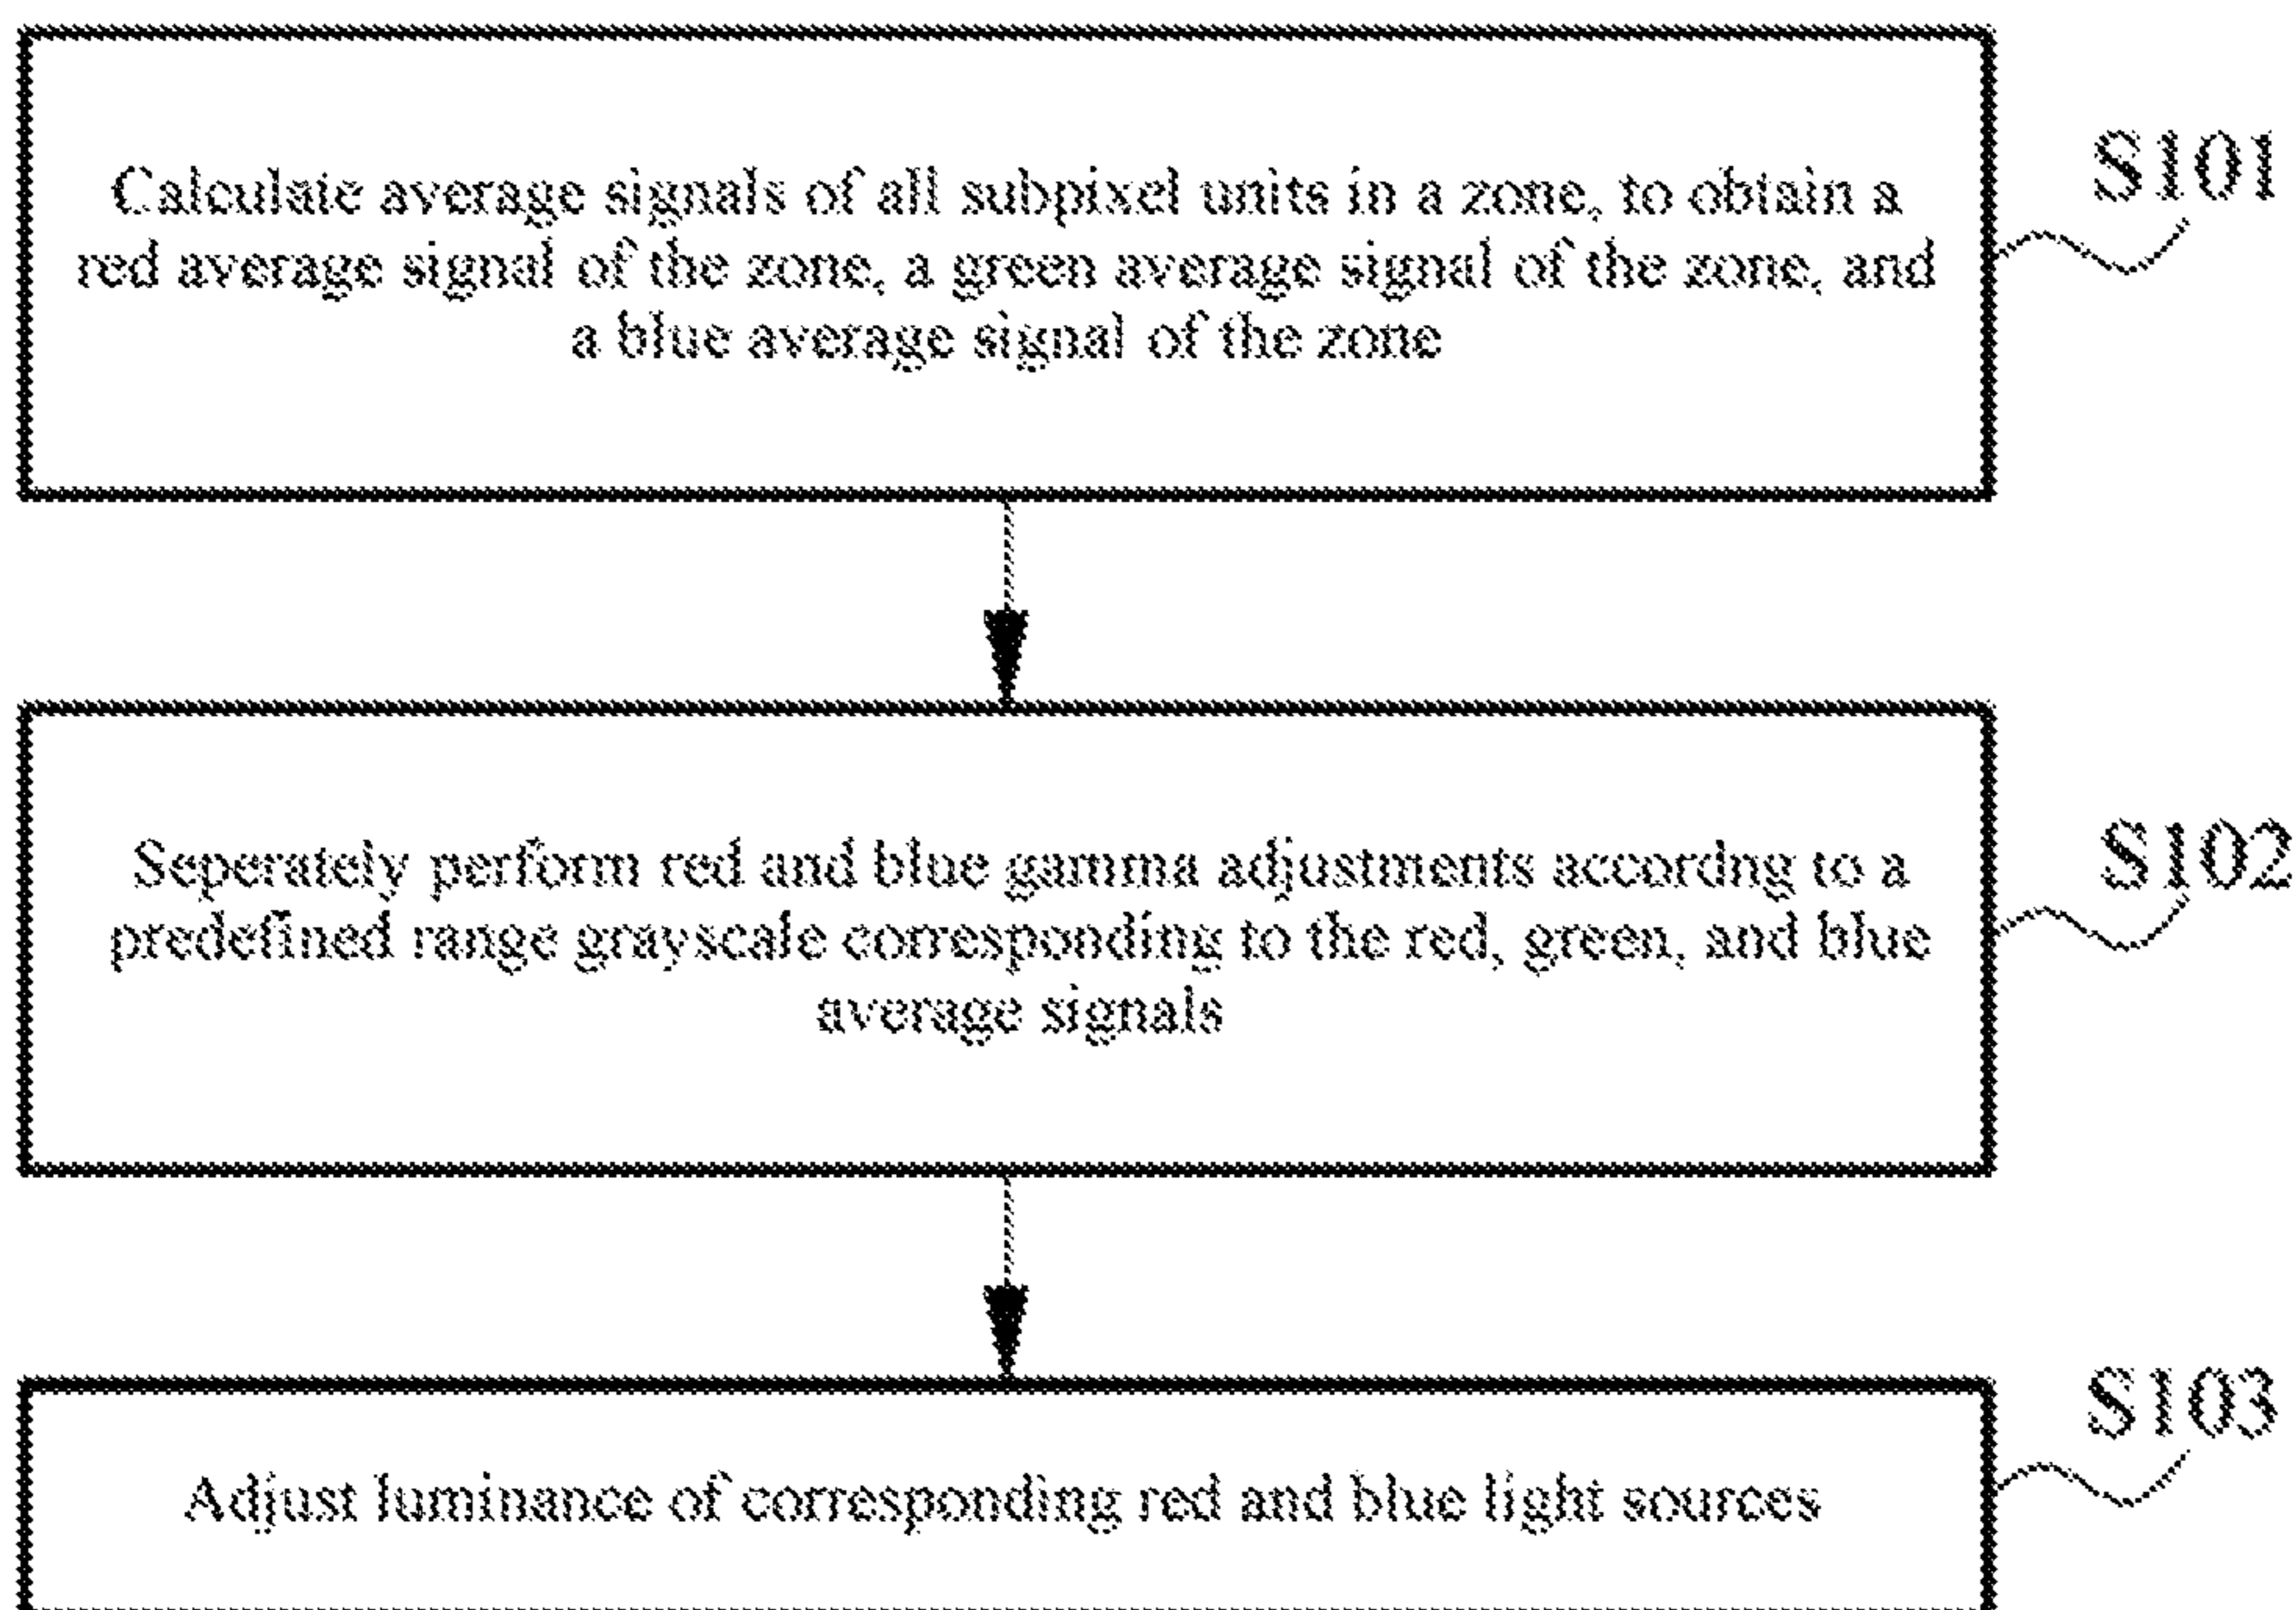 Calculate average signals of all subpixel units in a zone, to obtain a
red average signal of the zone, a green average signal of the zone, and
a blue average signal of the zone
S101
Seperately perform red and blue gamma adjustments accordng to a
predefined range grayscale corresponding to the red, green, and blue
average signals
S102
Adjust luminance of corresponding red and blue light sources
S103